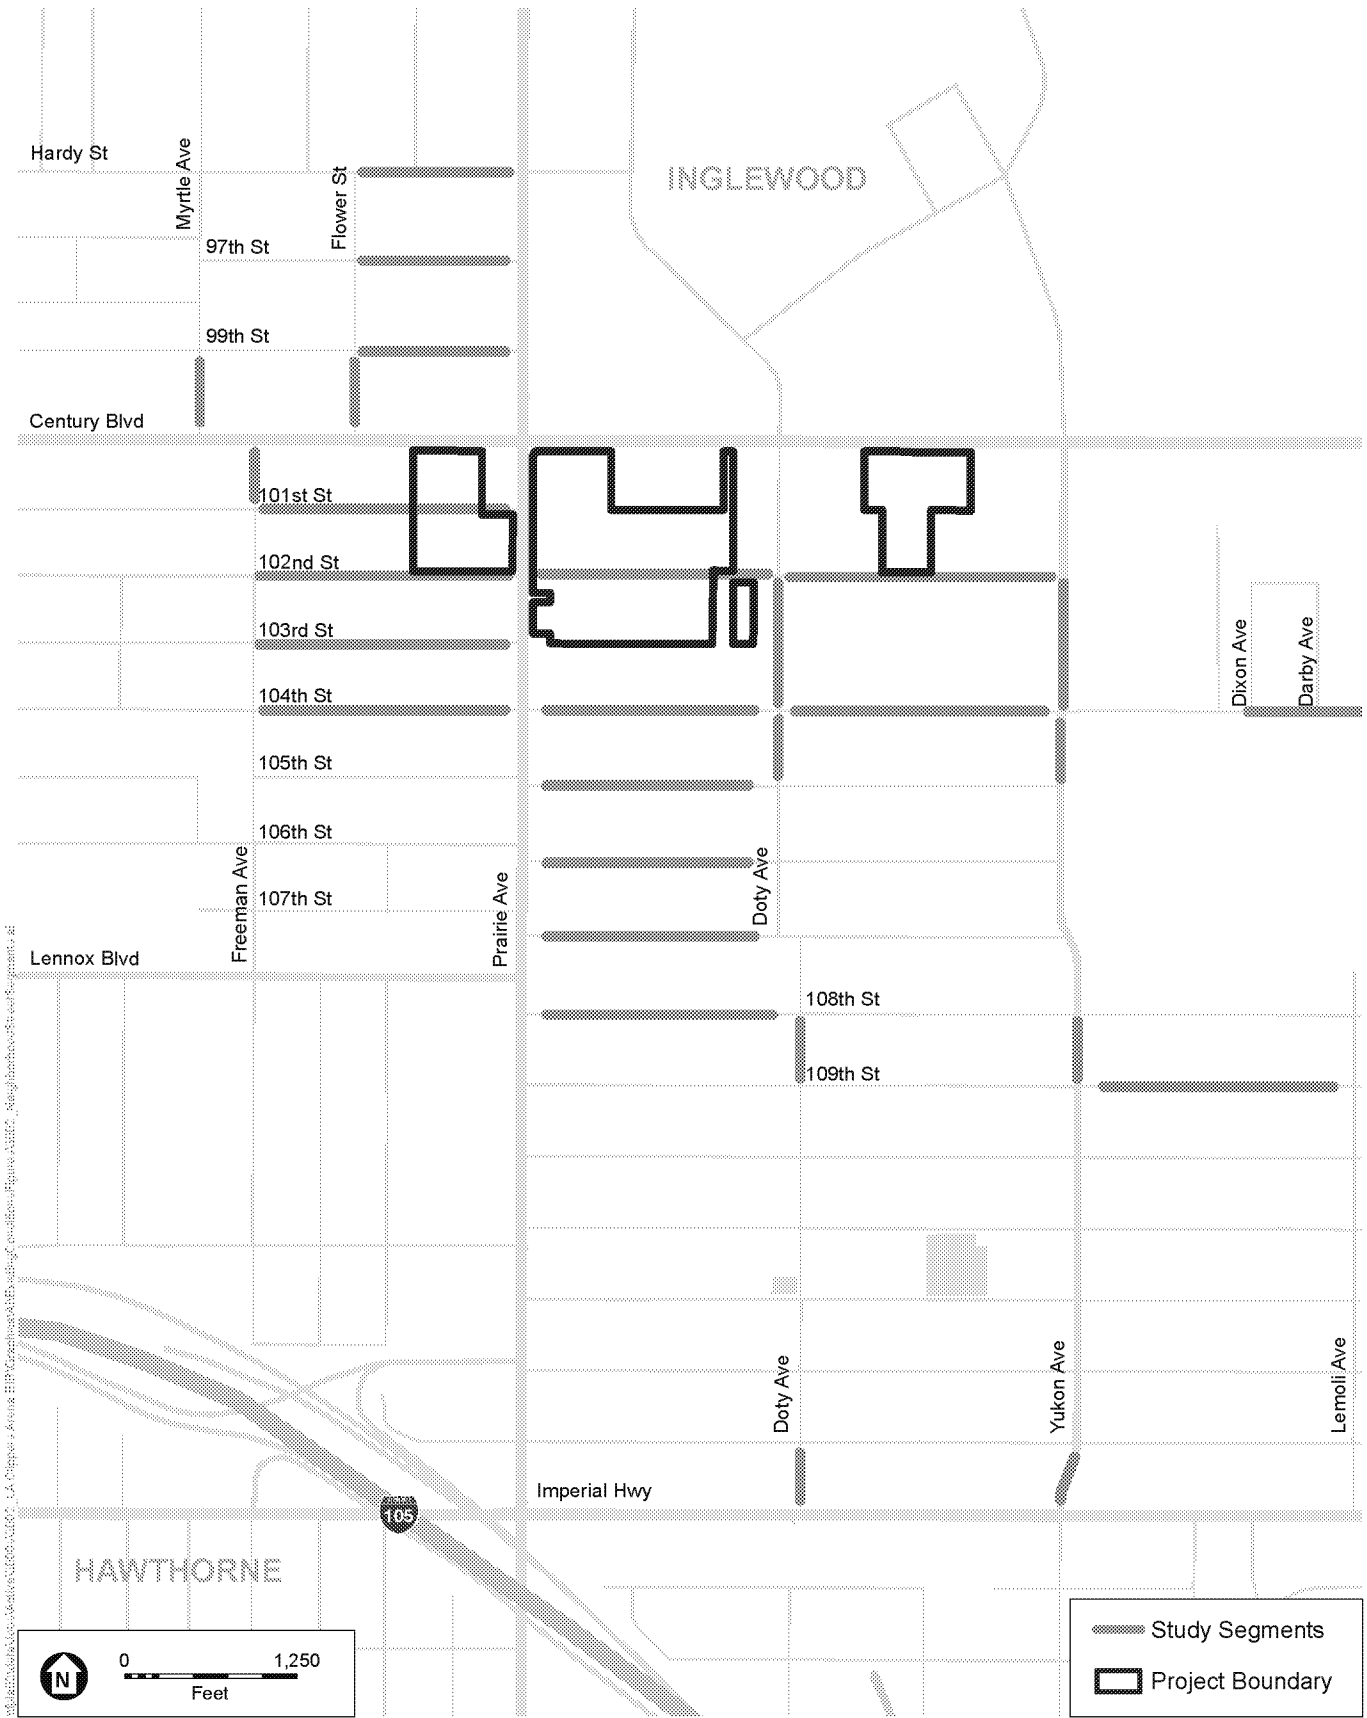 Hardy St
Myrtle Ave
Flower St
INGLEWOOD
97th St
99th St
Century Blvd
101st St
102nd St
103rd St
104th St
Dixon Ave
Darby Ave
105th St
106th St
Freeman Ave
Prairie Ave
Doty Ave
107th St
Lennox Blvd
108th St
109th St
Doty Ave
Yukon Ave
Lemoli Ave
Imperial Hwy
105
HAWTHORNE
N
0 1,250
Feet
Study Segments
Project Boundary